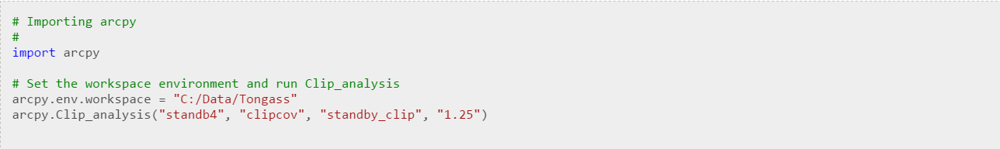 # Importing arcpy
#
import arcpy
# Set the workspace environment and run Clip_analysis
arcpy.env.workspace = "C:/Data/Tongass"
arcpy.Clip_analysis("standb4", "clipcov", "standby_clip", "1.25")